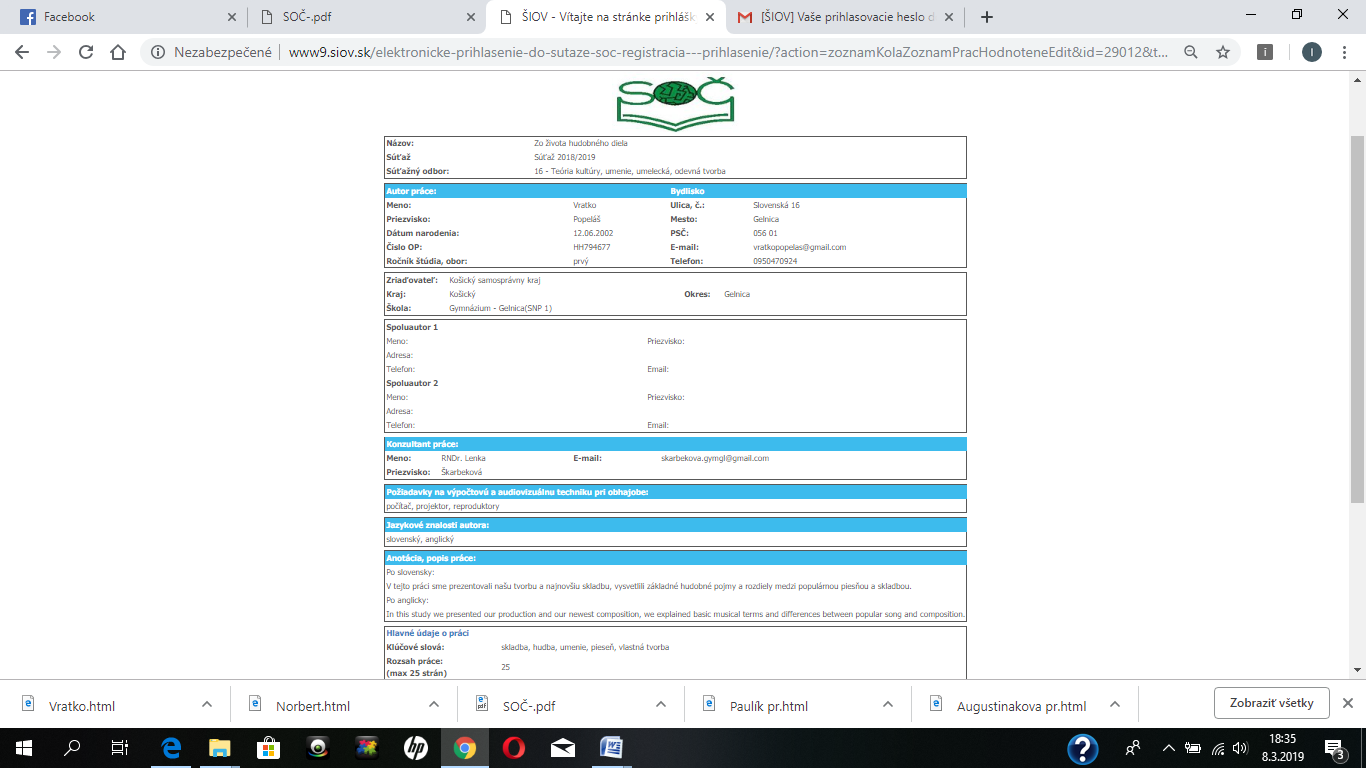 Facebook
SOČ-.pdf
ŠIOV - Vítajte na stránke prihlášk
[ŠIOV] Vaše prihlasovacie heslo d
Nezabezpečené
www9.siov.sk/elektronicke-prihlasenie-do-sutaze-soc-registracia---prihlasenie/?action=zoznamKolaZoznamPracHodnoteneEdit&id=29012&t...
SOČ
Názov: Zo života hudobného diela
Súťaž Súťaž 2018/2019
Súťažný odbor: 16 - Teória kultúry, umenie, umelecká, odevná tvorba
Autor práce: Bydlisko
Meno: Vratko Ulica, č.: Slovenská 16
Priezvisko: Popeláš Mesto: Gelnica
Dátum narodenia: 12.06.2002 PSČ: 056 01
Číslo OP: HH794677 E-mail: vratkopopelas@gmail.com
Ročník štúdia, obor: prvý Telefon: 0950470924
Zriaďovateľ: Košický samosprávny kraj
Kraj: Košický Okres: Gelnica
Škola: Gymnázium - Gelnica(SNP 1)
Spoluautor 1
Meno: Priezvisko:
Adresa:
Telefon: Email:
Spoluautor 2
Meno: Priezvisko:
Adresa:
Telefon: Email:
Konzultant práce:
Meno: RNDr. Lenka E-mail: skarbekova.gymgl@gmail.com
Priezvisko: Škarbeková
Požiadavky na výpočtovú a audiovizuálnu techniku pri obhajobe:
počítač, projektor, reproduktory
Jazykové znalosti autora:
slovenský, anglický
Anotácia, popis práce:
Po slovensky:
V tejto práci sme prezentovali našu tvorbu a najnovšiu skladbu, vysvetlili základné hudobné pojmy a rozdiely medzi populárnou piesňou a skladbou.
Po anglicky:
In this study we presented our production and our newest composition, we explained basic musical terms and differences between popular song and composition.
Hlavné údaje o práci
Kľúčové slová: skladba, hudba, umenie, pieseň, vlastná tvorba
Rozsah práce: 25
(max 25 strán)
Vratko.html
Norbert.html
SOČ-.pdf
Paulík pr.html
Augustinakova pr.html
Zobraziť všetky
18:35
8.3.2019
3